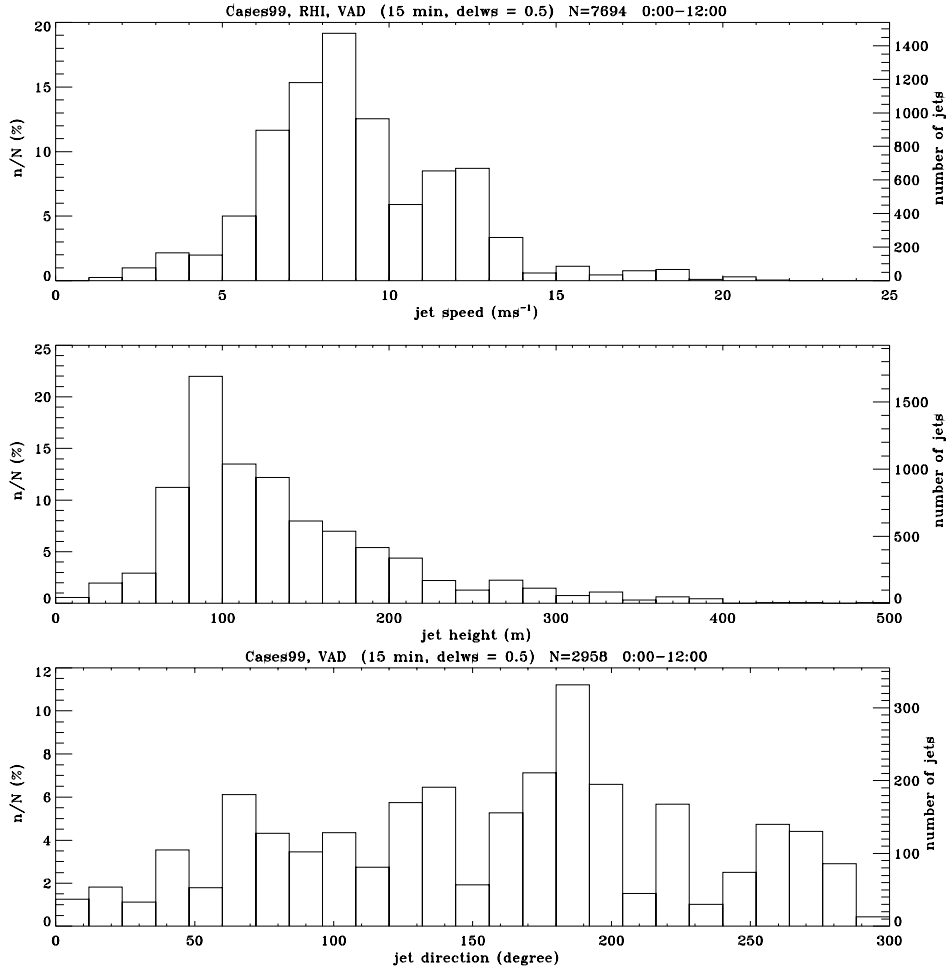 Cases99, RHI, VAD (15 min, delws = 0.5) N=7694 0:00−12:00
20
15
10
5
0
n/N (%)
1400
1200
1000
800
600
400
200
0
number of jets
0 5 10 15 20 25
jet speed (ms⁻¹)
25
20
15
10
5
0
n/N (%)
1500
1000
500
0
number of jets
0 100 200 300 400 500
jet height (m)
Cases99, VAD (15 min, delws = 0.5) N=2958 0:00−12:00
12
10
8
6
4
2
0
n/N (%)
300
200
100
0
number of jets
0 50 100 150 200 250 300
jet direction (degree)